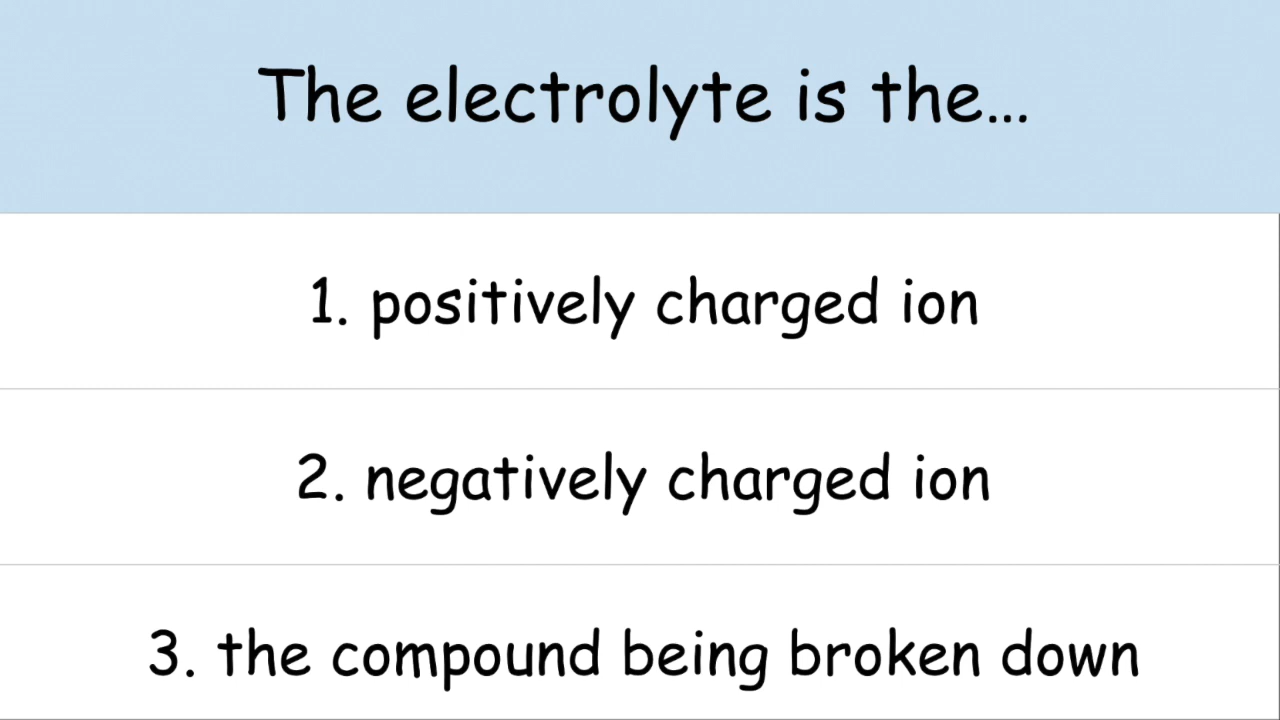 The electrolyte is the...
1. positively charged ion
2. negatively charged ion
3. the compound being broken down